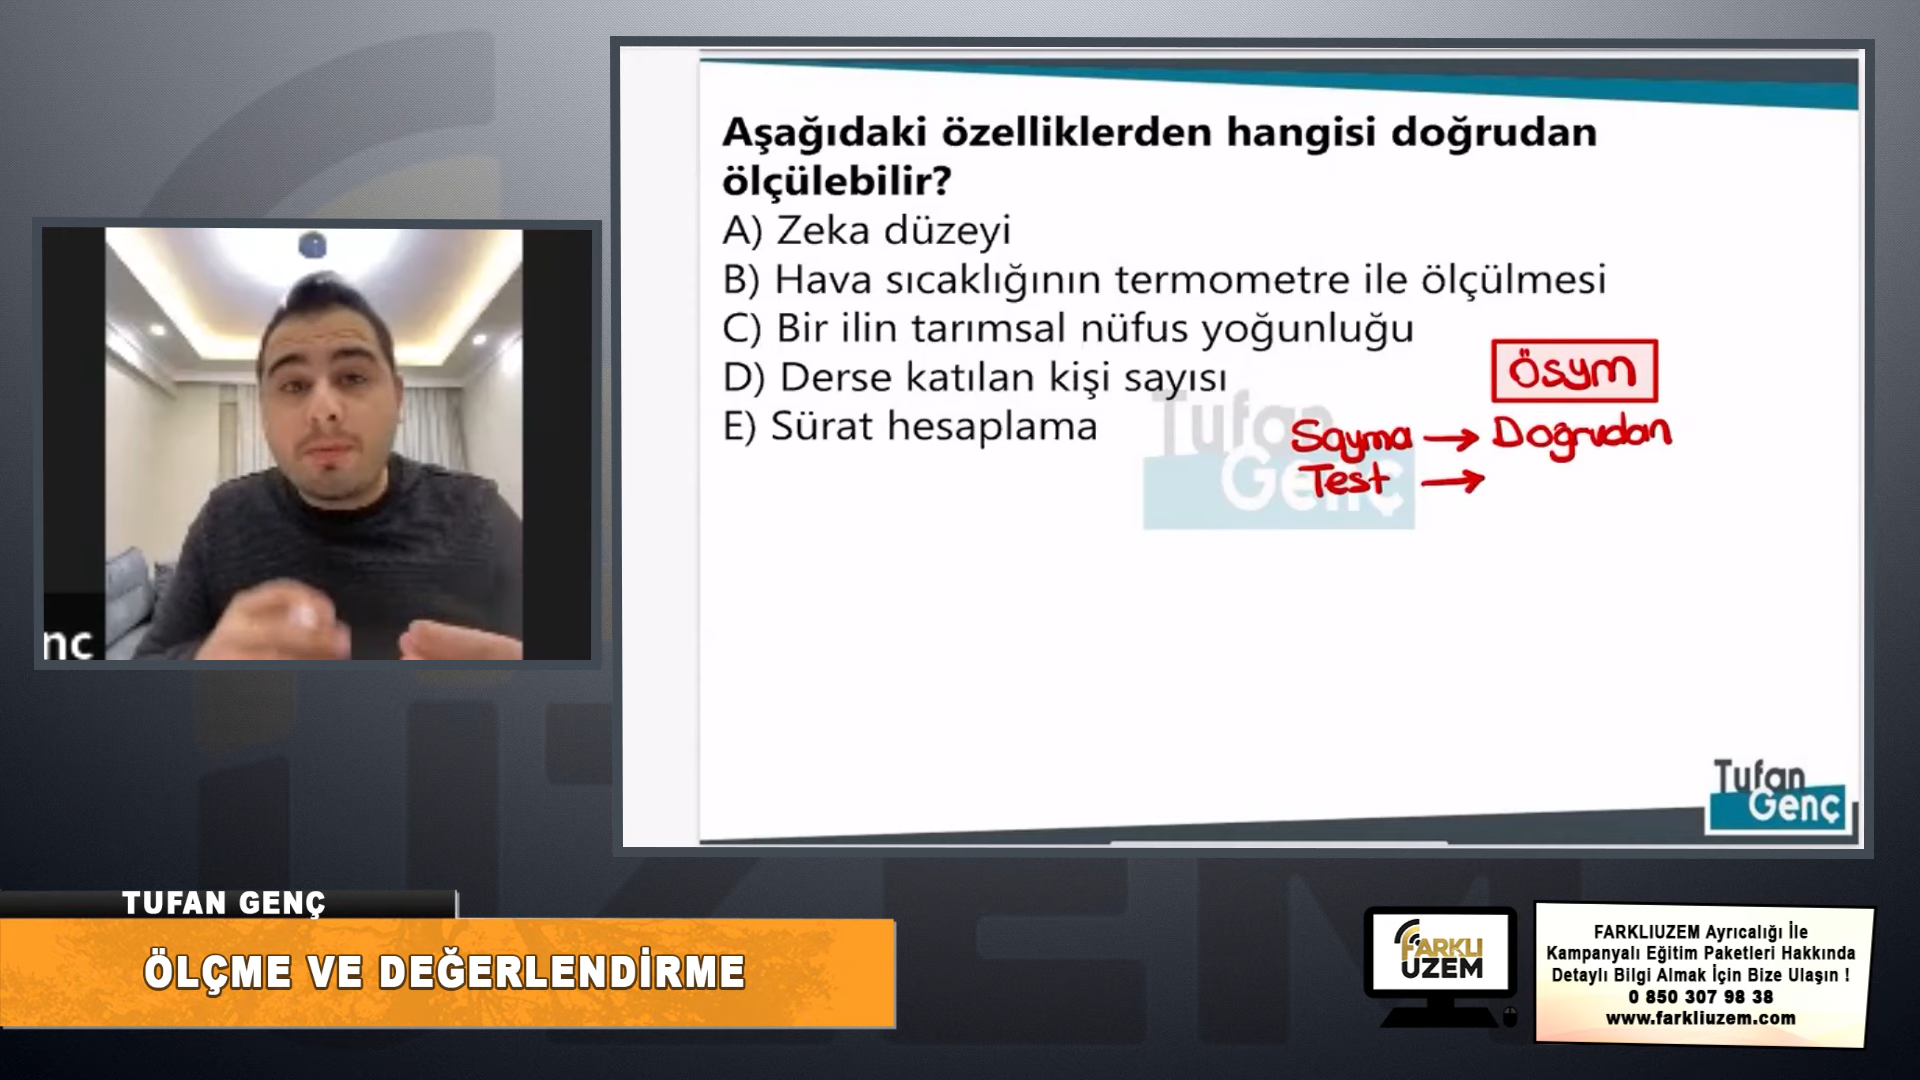 Aşağıdaki özelliklerden hangisi doğrudan
ölçülebilir?
A) Zeka düzeyi
B) Hava sıcaklığının termometre ile ölçülmesi
C) Bir ilin tarımsal nüfus yoğunluğu
D) Derse katılan kişi sayısı
E) Sürat hesaplama
Ösym
Sayma → Doğrudan
Test →
Tufan
Genç
nç
Tufan
Genç
TUFAN GENÇ
ÖLÇME VE DEĞERLENDİRME
FARKLI
UZEM
FARKLIUZEM Ayrıcalığı İle
Kampanyalı Eğitim Paketleri Hakkında
Detaylı Bilgi Almak İçin Bize Ulaşın !
0 850 307 98 38
www.farkliuzem.com